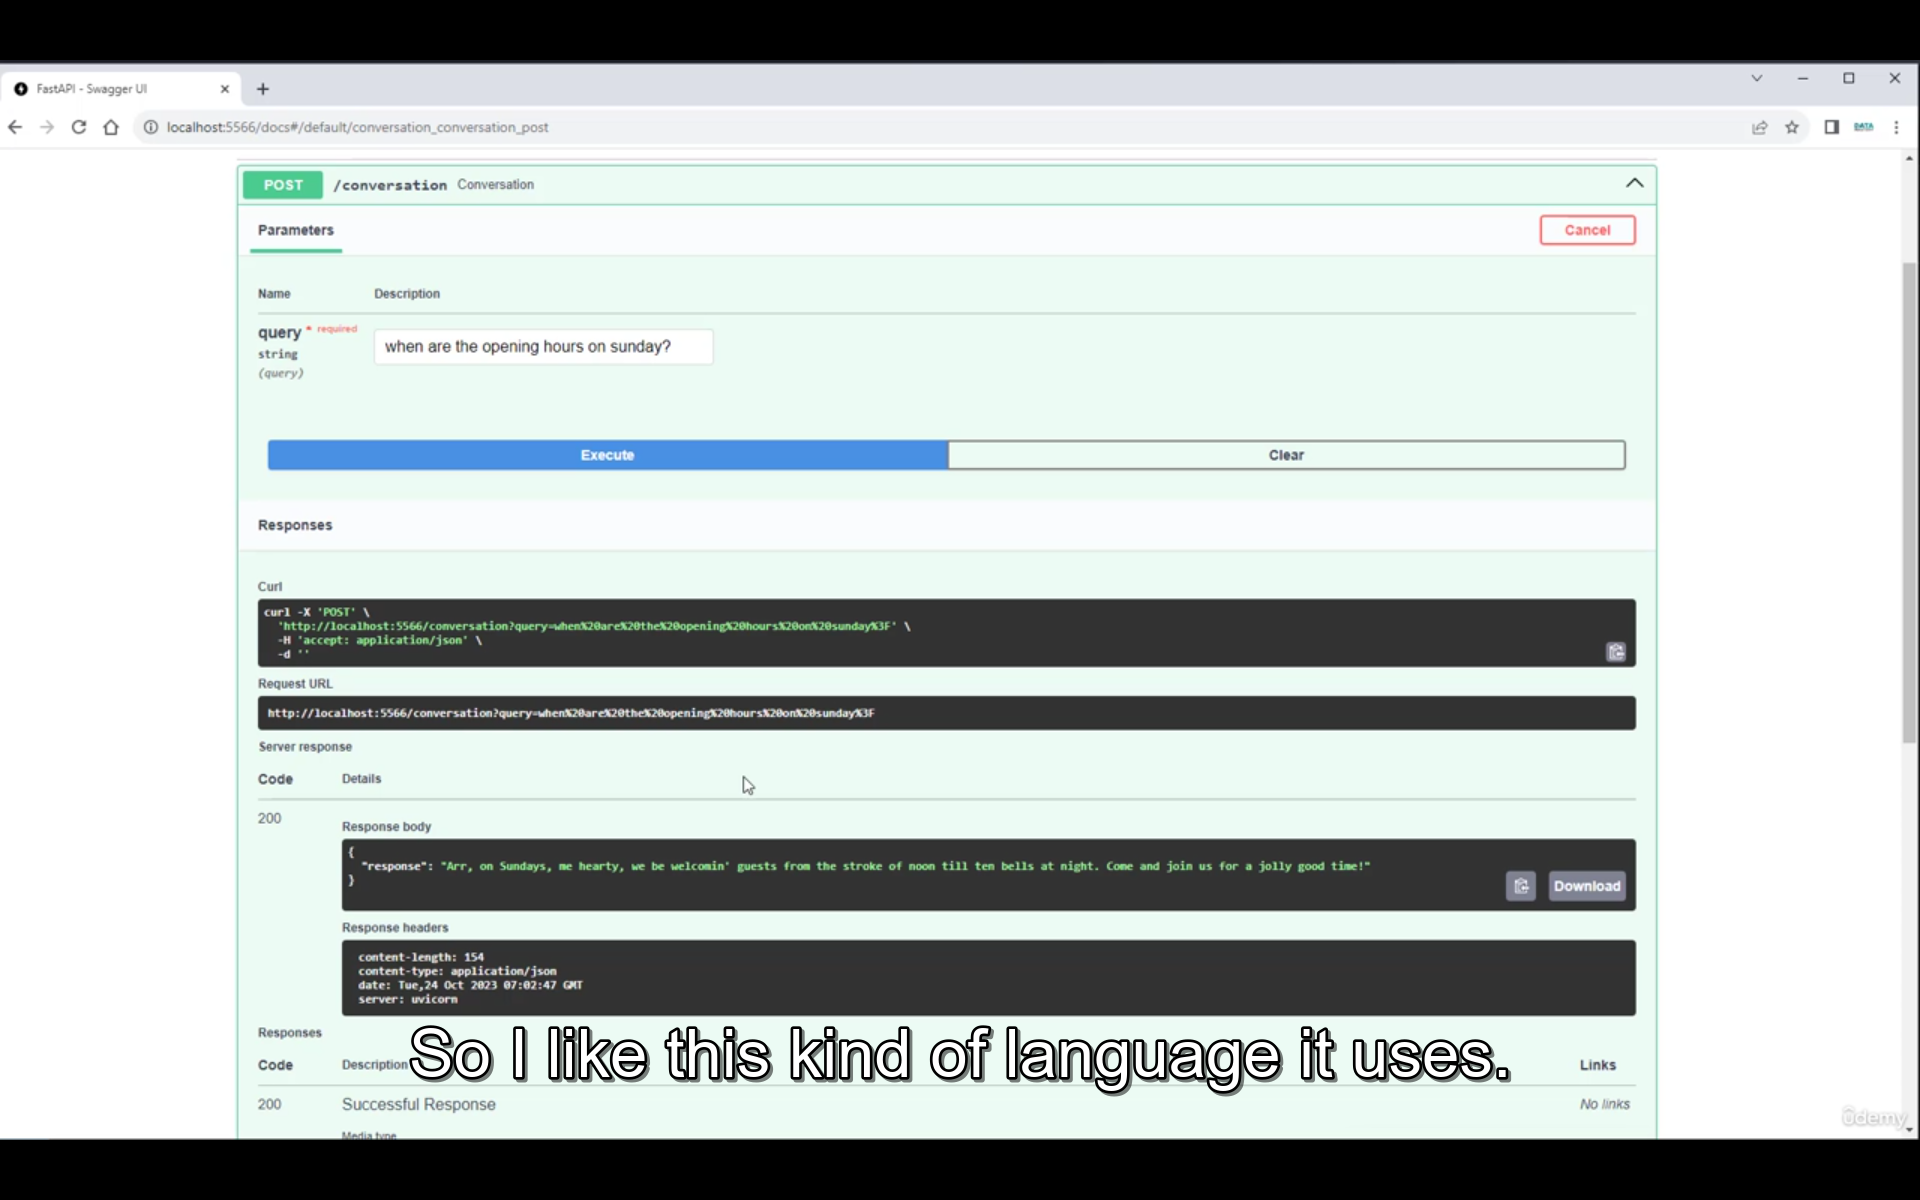 FastAPI - Swagger UI
localhost:5566/docs#/default/conversation_conversation_post
DATA
POST /conversation Conversation
Parameters
Cancel
Name Description
query * required
string
(query)
when are the opening hours on sunday?
Execute
Clear
Responses
Curl
curl -X 'POST' \
'http://localhost:5566/conversation?query=when%20are%20the%20opening%20hours%20on%20sunday%3F' \
-H 'accept: application/json' \
-d ''
Request URL
http://localhost:5566/conversation?query=when%20are%20the%20opening%20hours%20on%20sunday%3F
Server response
Code Details
200
Response body
{
"response": "Arr, on Sundays, me hearty, we be welcomin' guests from the stroke of noon till ten bells at night. Come and join us for a jolly good time!"
}
Download
Response headers
content-length: 154
content-type: application/json
date: Tue,24 Oct 2023 07:02:47 GMT
server: uvicorn
Responses
So I like this kind of language it uses.
Code Description Links
200 Successful Response No links
Media type
ûdemy